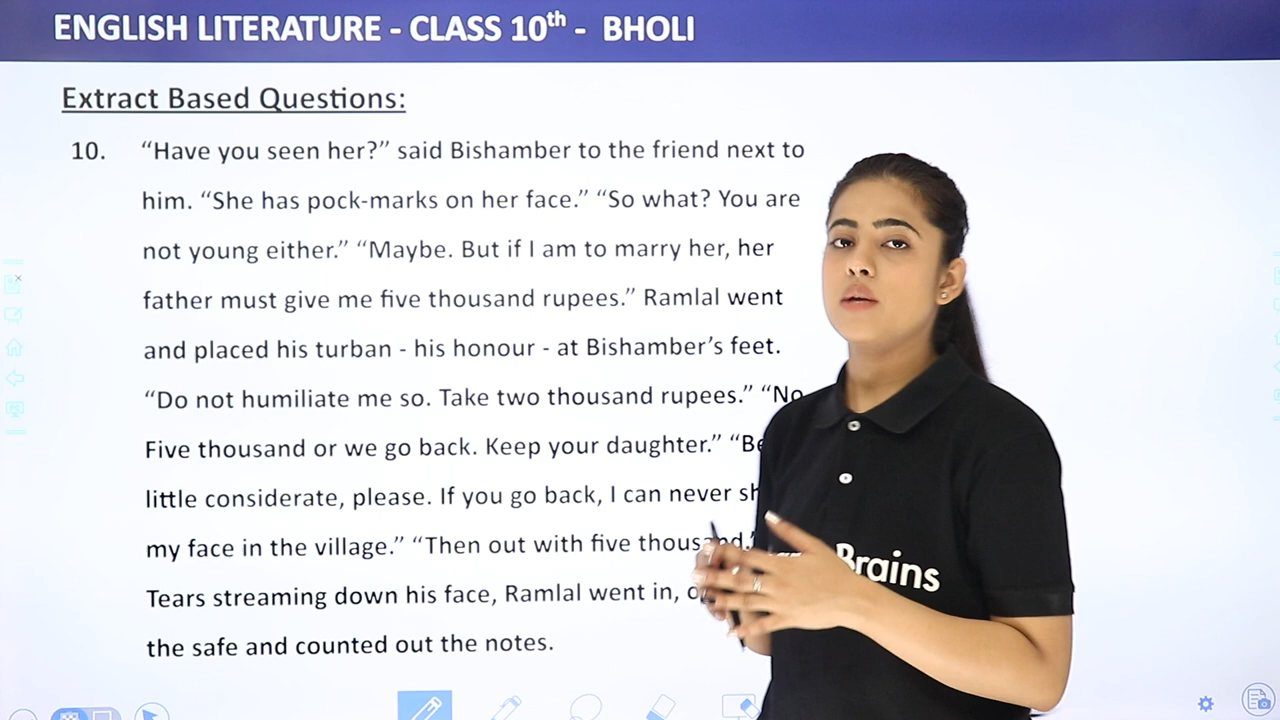 ENGLISH LITERATURE - CLASS 10th - BHOLI
Extract Based Questions:
10. “Have you seen her?” said Bishamber to the friend next to
him. “She has pock-marks on her face.” “So what? You are
not young either.” “Maybe. But if I am to marry her, her
father must give me five thousand rupees.” Ramlal went
and placed his turban - his honour - at Bishamber’s feet.
“Do not humiliate me so. Take two thousand rupees.” “No
Five thousand or we go back. Keep your daughter.”
little considerate, please. If you go back, I can never
my face in the village.” “Then out with five thousand.”
Tears streaming down his face, Ramlal went in,
the safe and counted out the notes.
Brains